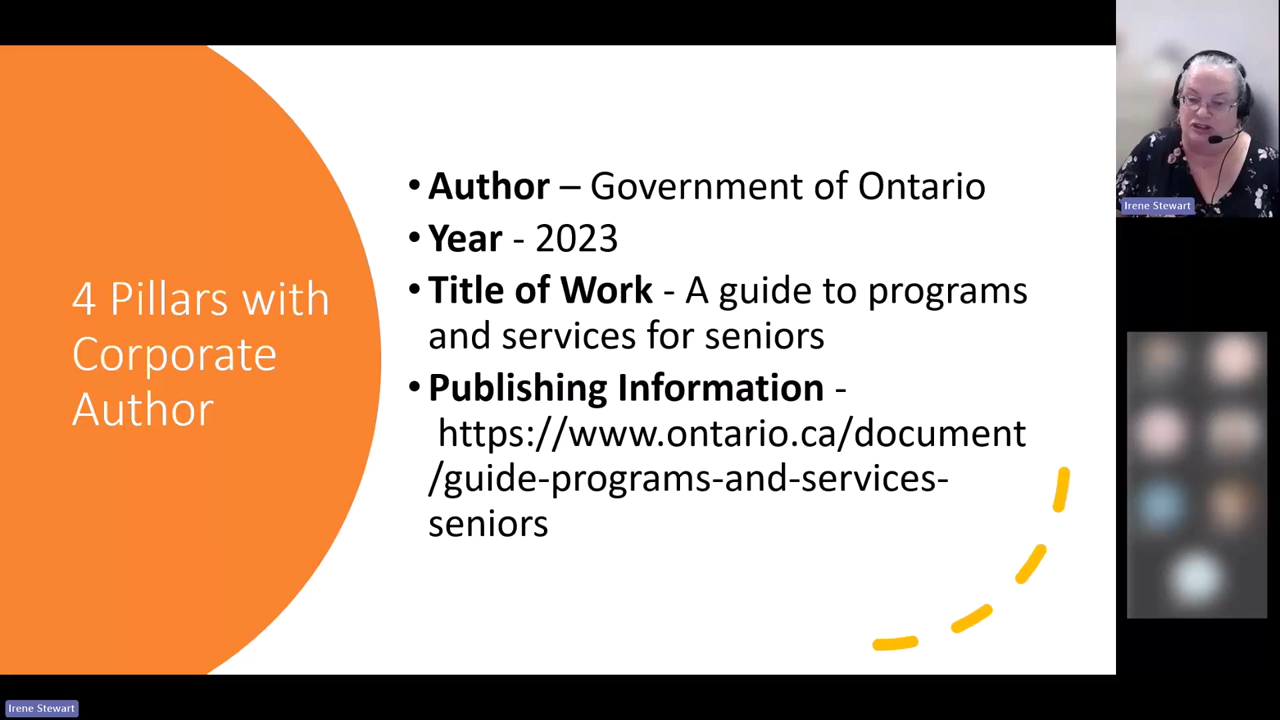 4 Pillars with
Corporate
Author
• Author – Government of Ontario
• Year - 2023
• Title of Work - A guide to programs
and services for seniors
• Publishing Information -
https://www.ontario.ca/document
/guide-programs-and-services-
seniors
Irene Stewart
Irene Stewart